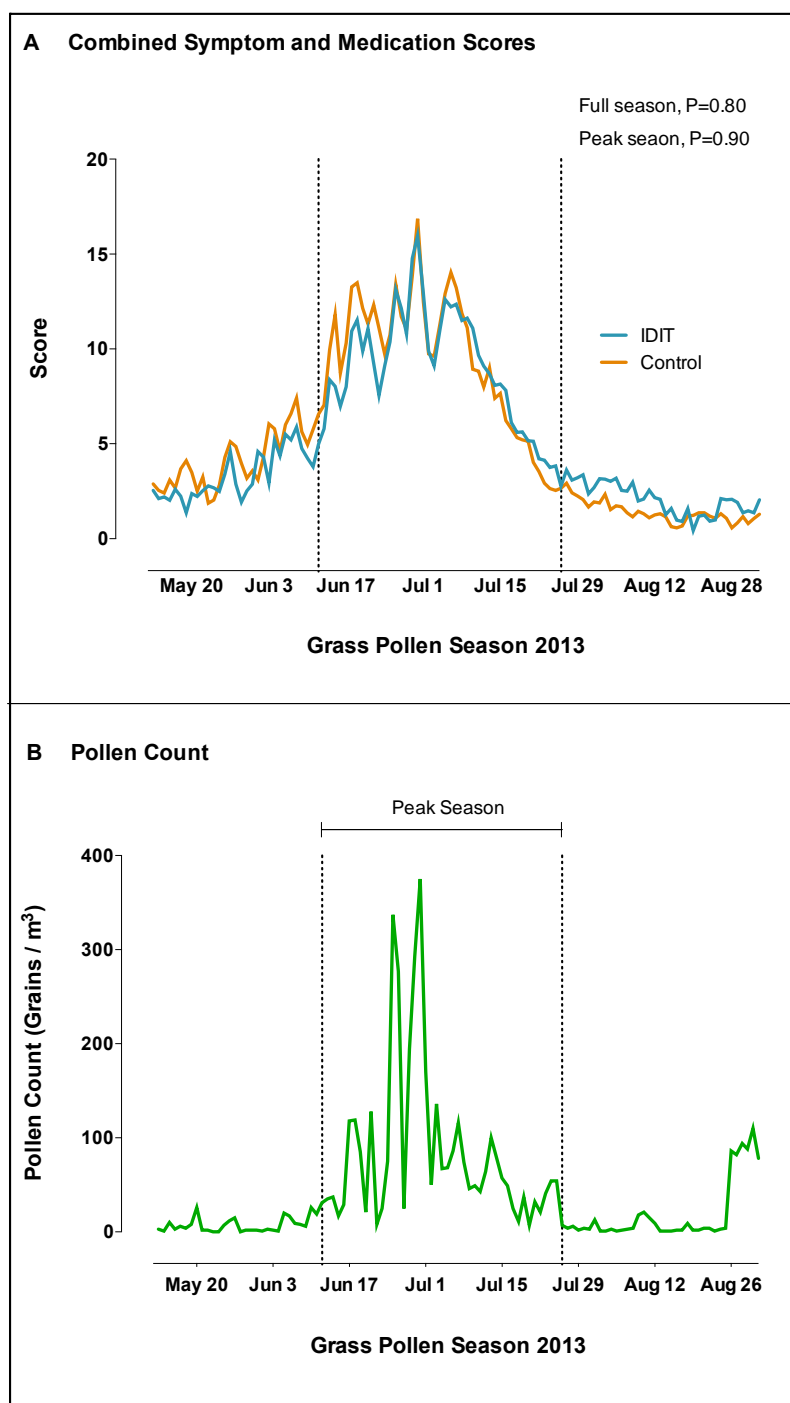 A Combined Symptom and Medication Scores
Full season, P=0.80
Peak seaon, P=0.90
20
15
10
5
0
Score
IDIT
Control
May 20 Jun 3 Jun 17 Jul 1 Jul 15 Jul 29 Aug 12 Aug 28
Grass Pollen Season 2013
B Pollen Count
Peak Season
400
300
200
100
0
Pollen Count (Grains / m³)
May 20 Jun 3 Jun 17 Jul 1 Jul 15 Jul 29 Aug 12 Aug 26
Grass Pollen Season 2013